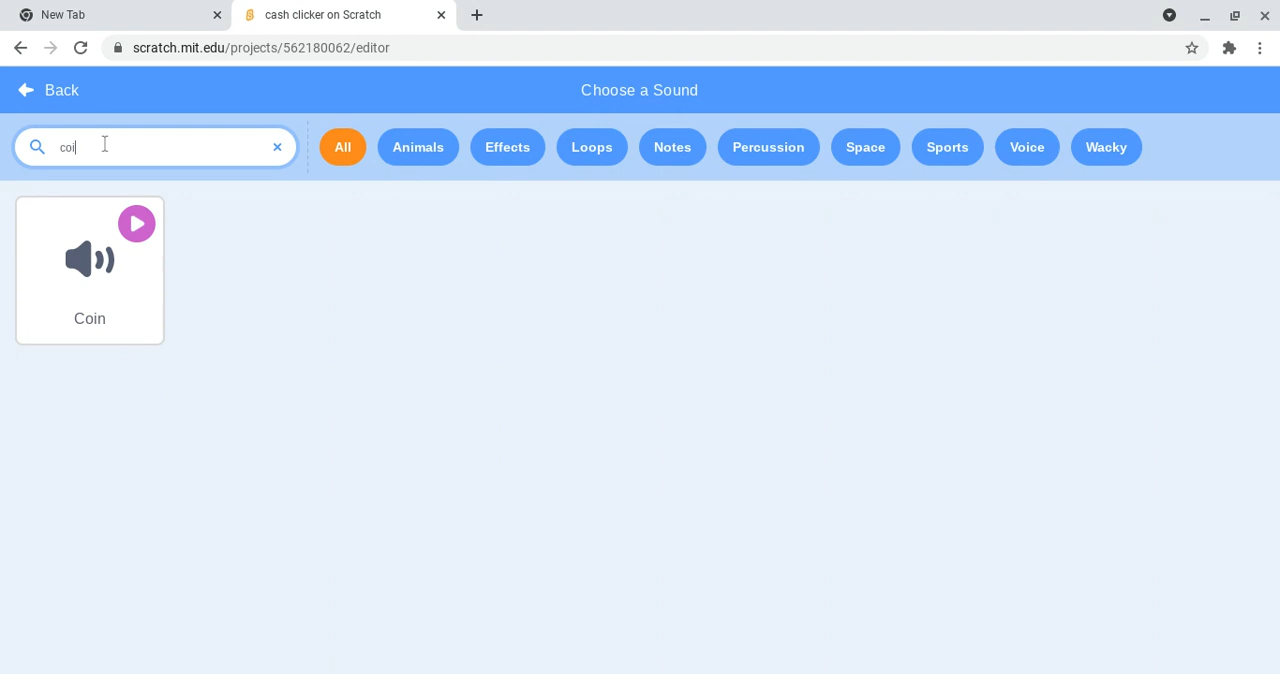 New Tab
cash clicker on Scratch
scratch.mit.edu/projects/562180062/editor
Back
Choose a Sound
coi
All
Animals
Effects
Loops
Notes
Percussion
Space
Sports
Voice
Wacky
Coin